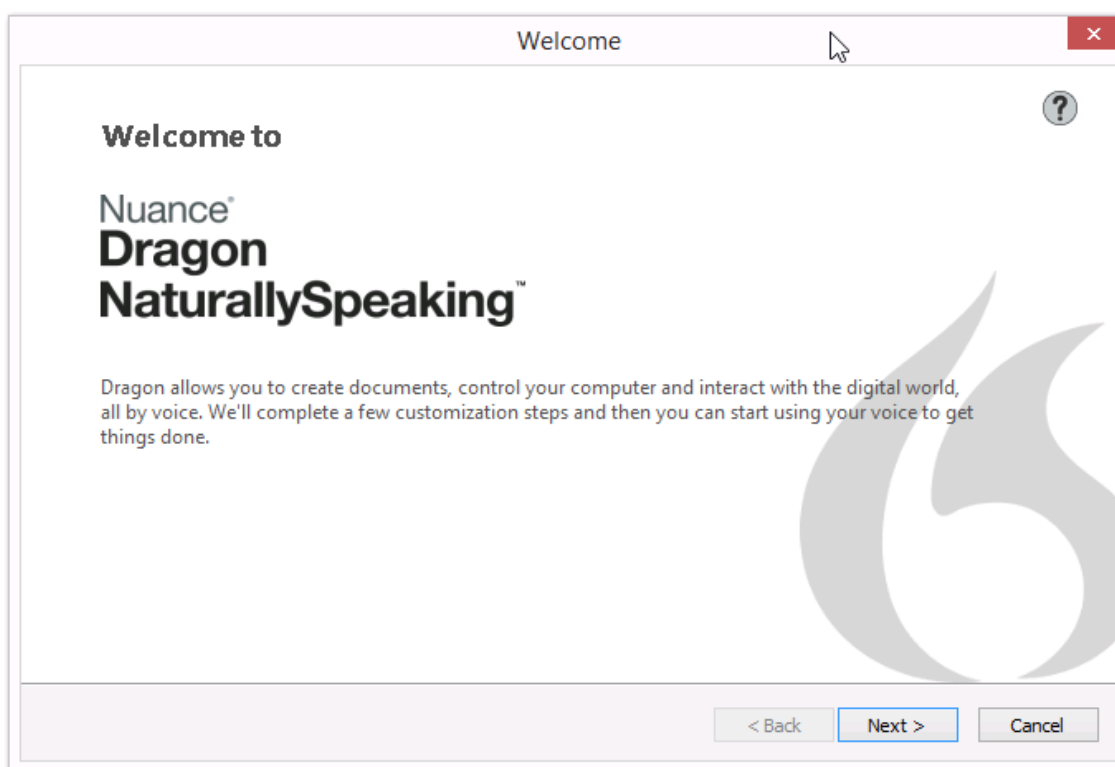 Welcome
×
?
Welcome to
Nuance®
Dragon
NaturallySpeaking™
Dragon allows you to create documents, control your computer and interact with the digital world,
all by voice. We'll complete a few customization steps and then you can start using your voice to get
things done.
< Back Next > Cancel